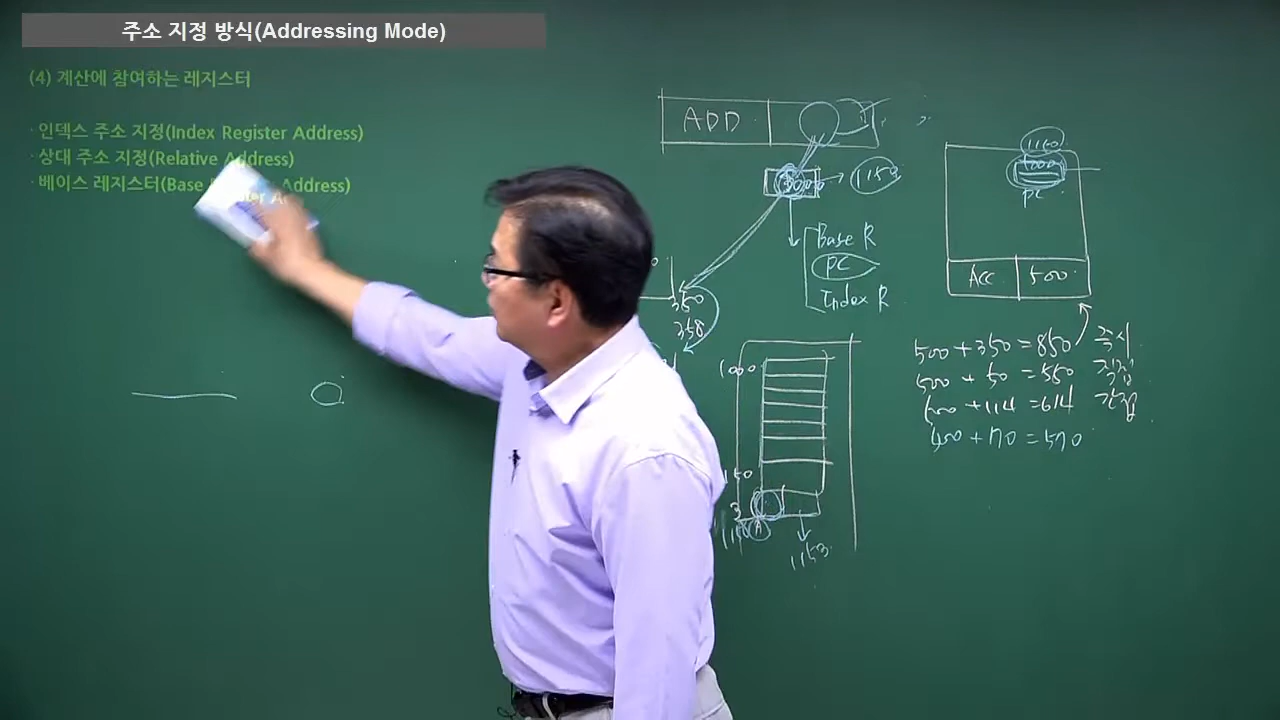 주소 지정 방식(Addressing Mode)
(4) 계산에 참여하는 레지스터
· 인덱스 주소 지정(Index Register Address)
· 상대 주소 지정(Relative Address)
· 베이스 레지스터(Base Address)
ADD
1150
Base R
PC
Index R
350
358
1000
150
3
A
1153
1150
1000
PC
Acc 500
500+350=850 즉시
500+50=550 직접
500+114=614 간접
400+170=570